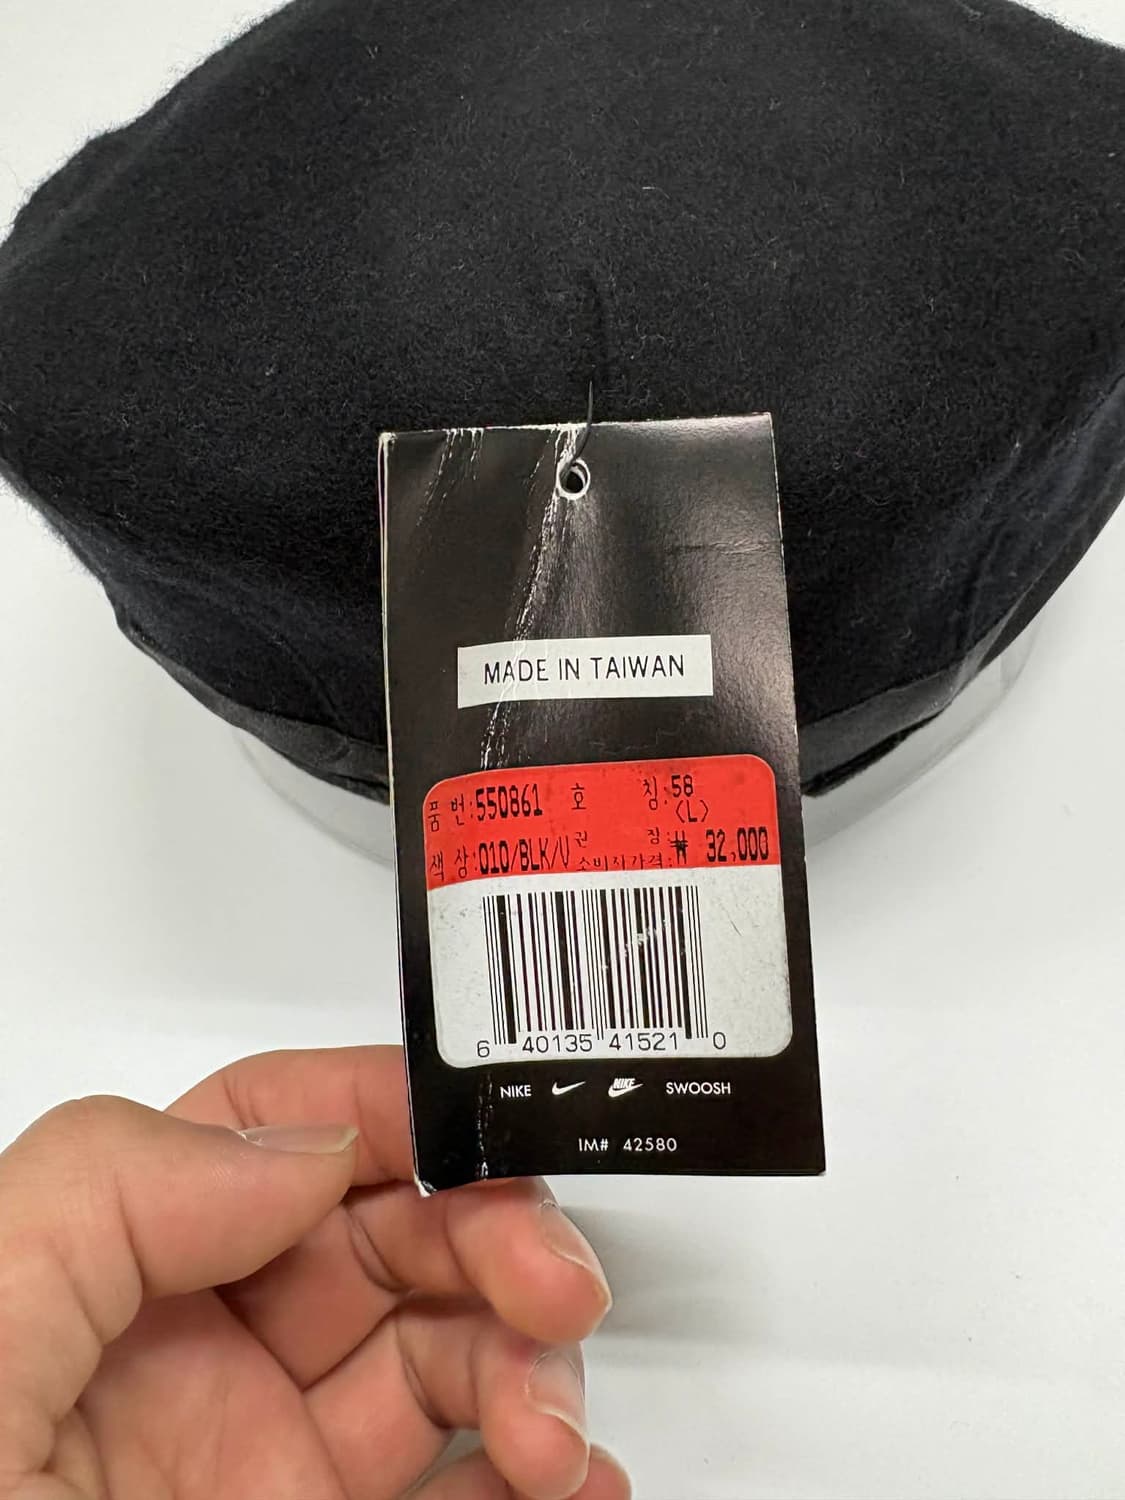 MADE IN TAIWAN
품 번:550861 호 칭.58
<L>
색 상:010/BLK/V 권 장:₩ 32,000
소비자가격:
6 40135 41521 0
NIKE NIKE SWOOSH
IM# 42580